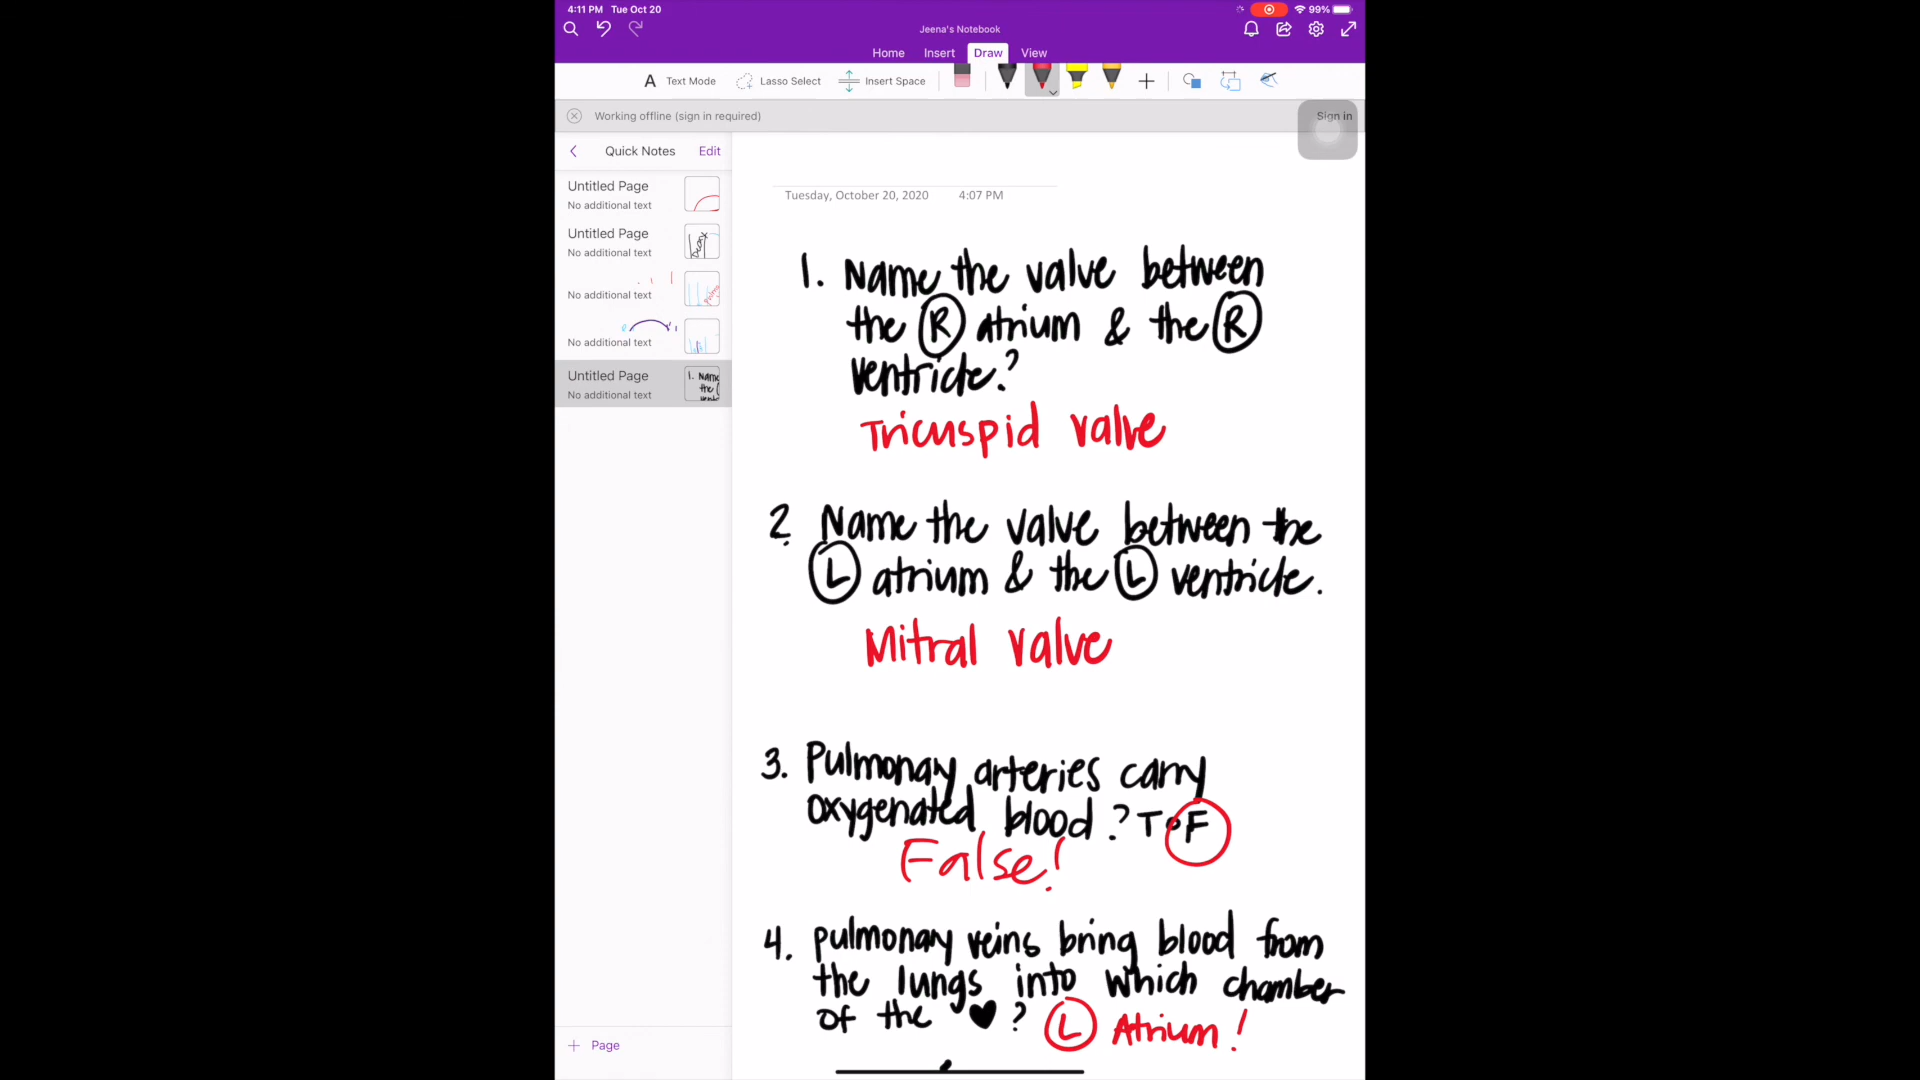 4:11 PM Tue Oct 20
99%
Jeena's Notebook
Home Insert Draw View
A Text Mode Lasso Select Insert Space
Working offline (sign in required)
Sign in
Quick Notes Edit
Untitled Page
No additional text
Untitled Page
No additional text
No additional text
No additional text
Untitled Page
No additional text
Page
Tuesday, October 20, 2020 4:07 PM
1. Name the valve between
the R atrium & the R
ventricle?
Tricuspid valve
2. Name the valve between the
L atrium & the L ventricle.
Mitral valve
3. Pulmonary arteries carry
oxygenated blood? T or F
False!
4. pulmonary veins bring blood from
the lungs into which chamber
of the ♥?
L Atrium!